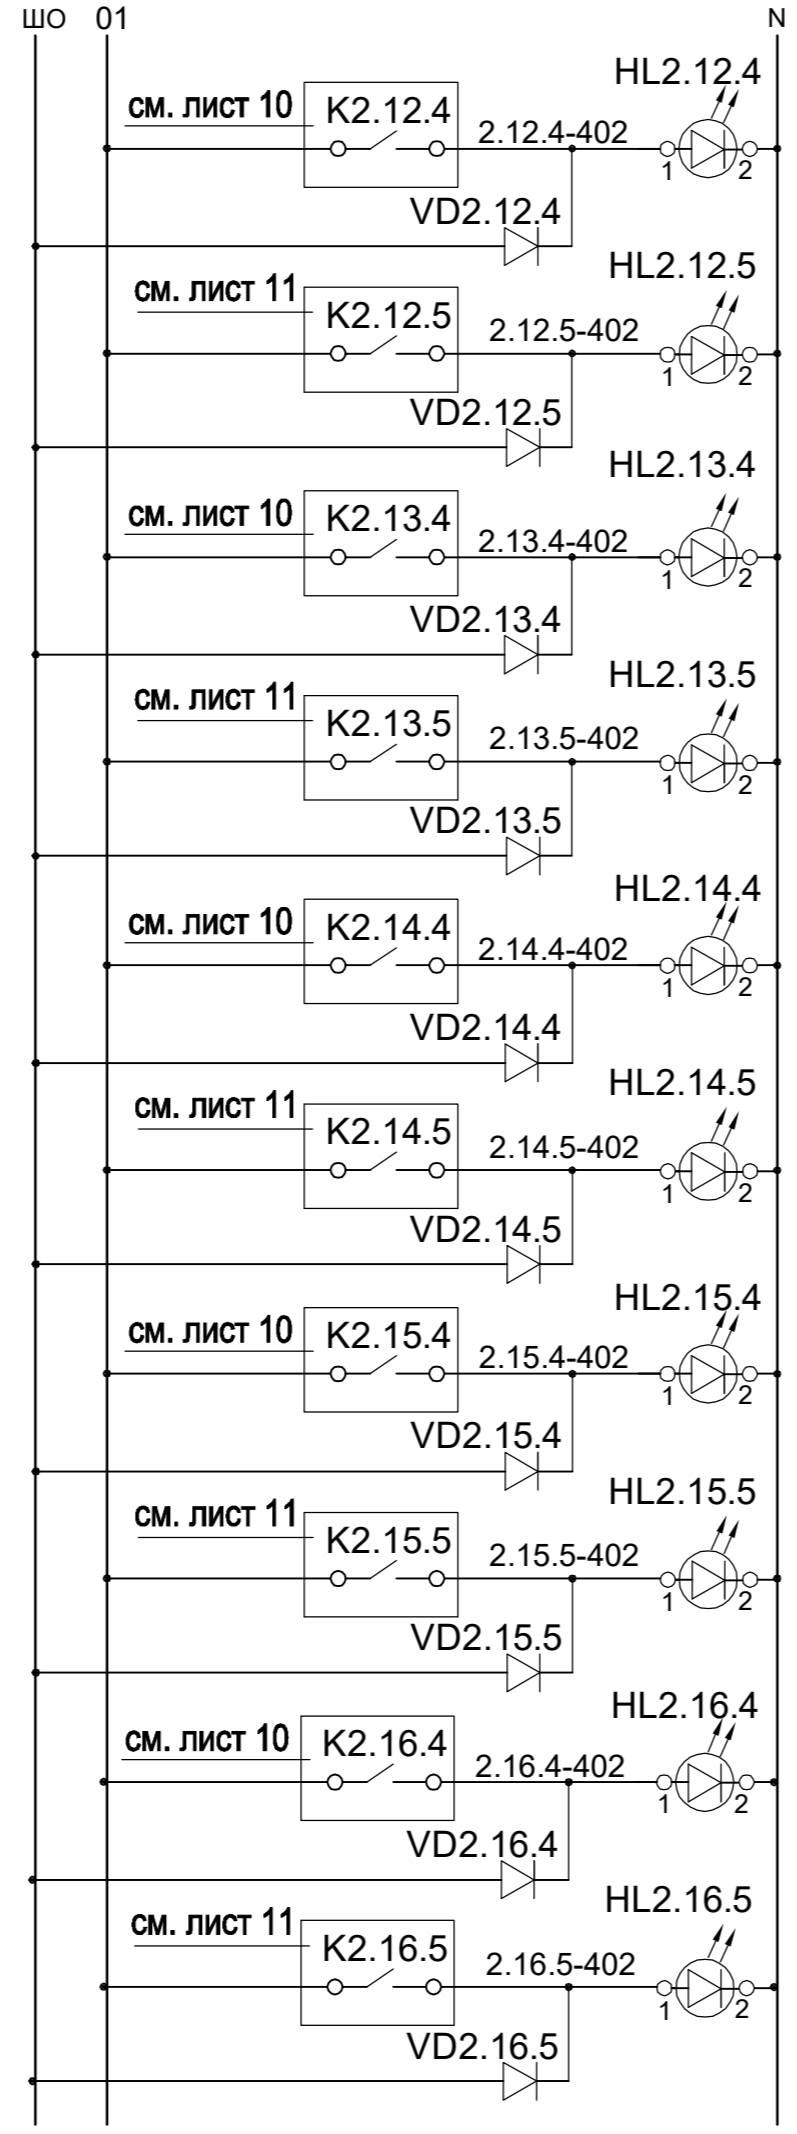 ШО 01 N
HL2.12.4
см. лист 10 K2.12.4 2.12.4-402
1 2
VD2.12.4
HL2.12.5
см. лист 11 K2.12.5 2.12.5-402
1 2
VD2.12.5
HL2.13.4
см. лист 10 K2.13.4 2.13.4-402
1 2
VD2.13.4
HL2.13.5
см. лист 11 K2.13.5 2.13.5-402
1 2
VD2.13.5
HL2.14.4
см. лист 10 K2.14.4 2.14.4-402
1 2
VD2.14.4
HL2.14.5
см. лист 11 K2.14.5 2.14.5-402
1 2
VD2.14.5
HL2.15.4
см. лист 10 K2.15.4 2.15.4-402
1 2
VD2.15.4
HL2.15.5
см. лист 11 K2.15.5 2.15.5-402
1 2
VD2.15.5
HL2.16.4
см. лист 10 K2.16.4 2.16.4-402
1 2
VD2.16.4
HL2.16.5
см. лист 11 K2.16.5 2.16.5-402
1 2
VD2.16.5